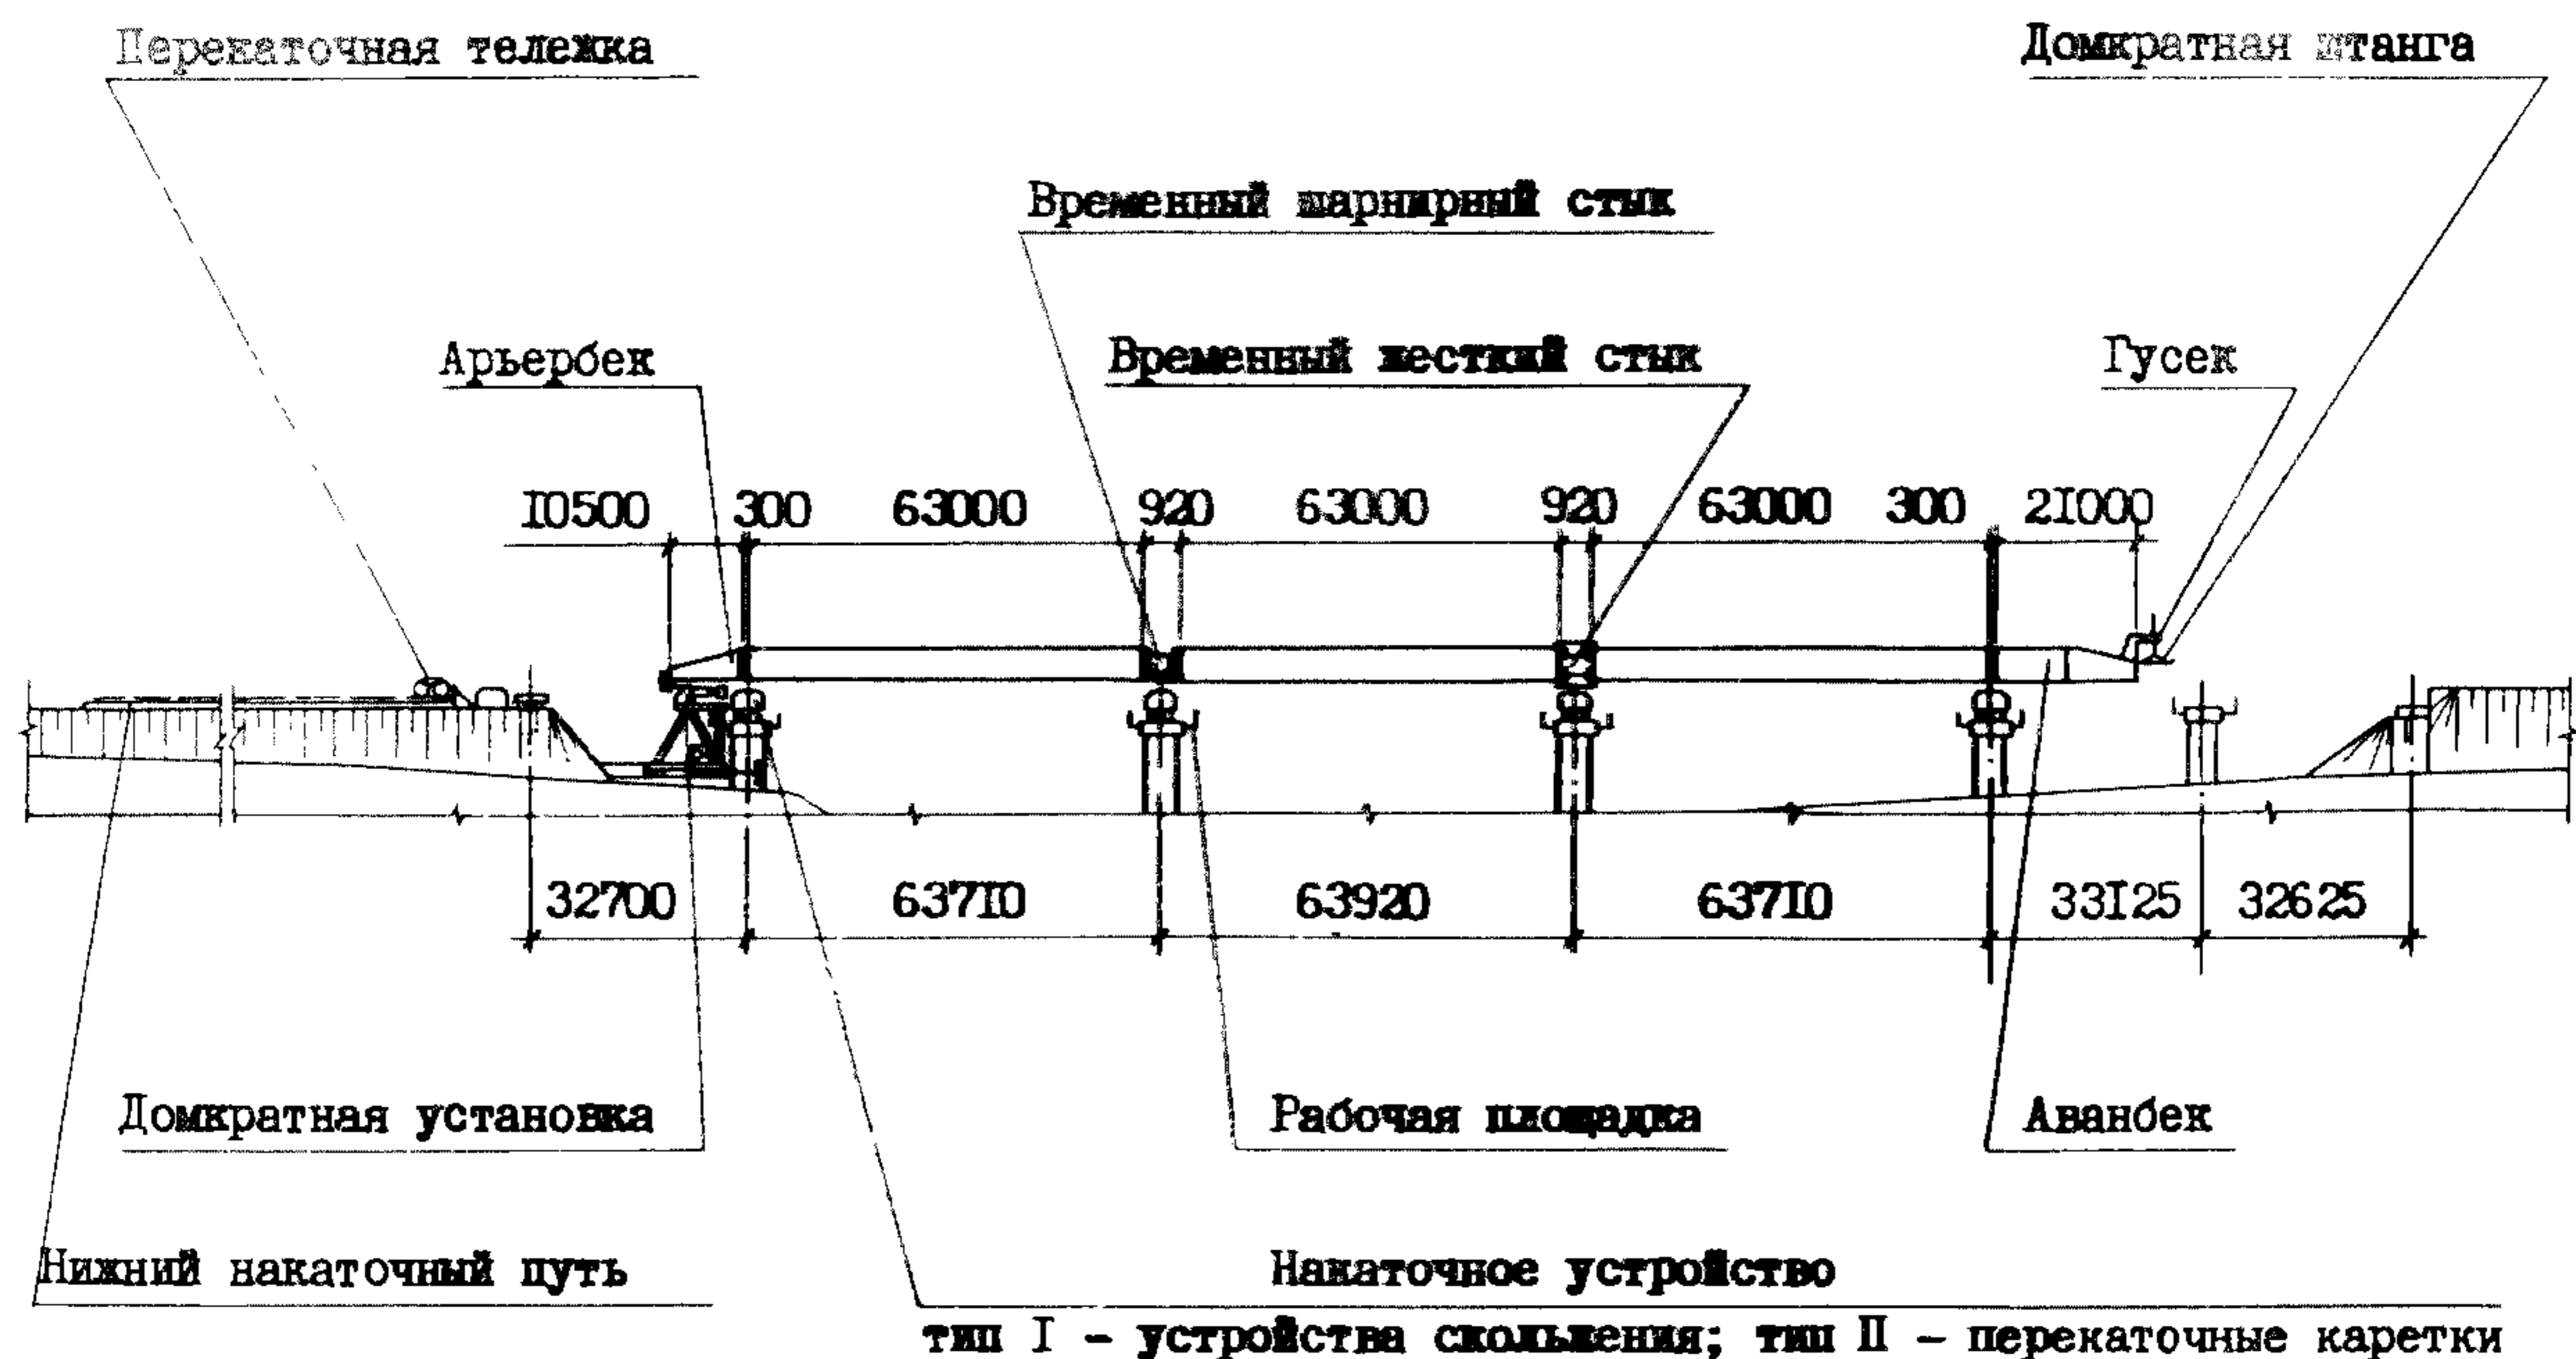 Перекаточная тележка
Домкратная штанга
Временный шарнирный стык
Арьербек
Временный жесткий стык
Гусек
10500 300 63000 920 63000 920 63000 300 21000
32700 63710 63920 63710 33125 32625
Домкратная установка
Рабочая площадка
Аванбек
Нижний накаточный путь
Накаточное устройство
тип I - устройства скольжения; тип II - перекаточные каретки